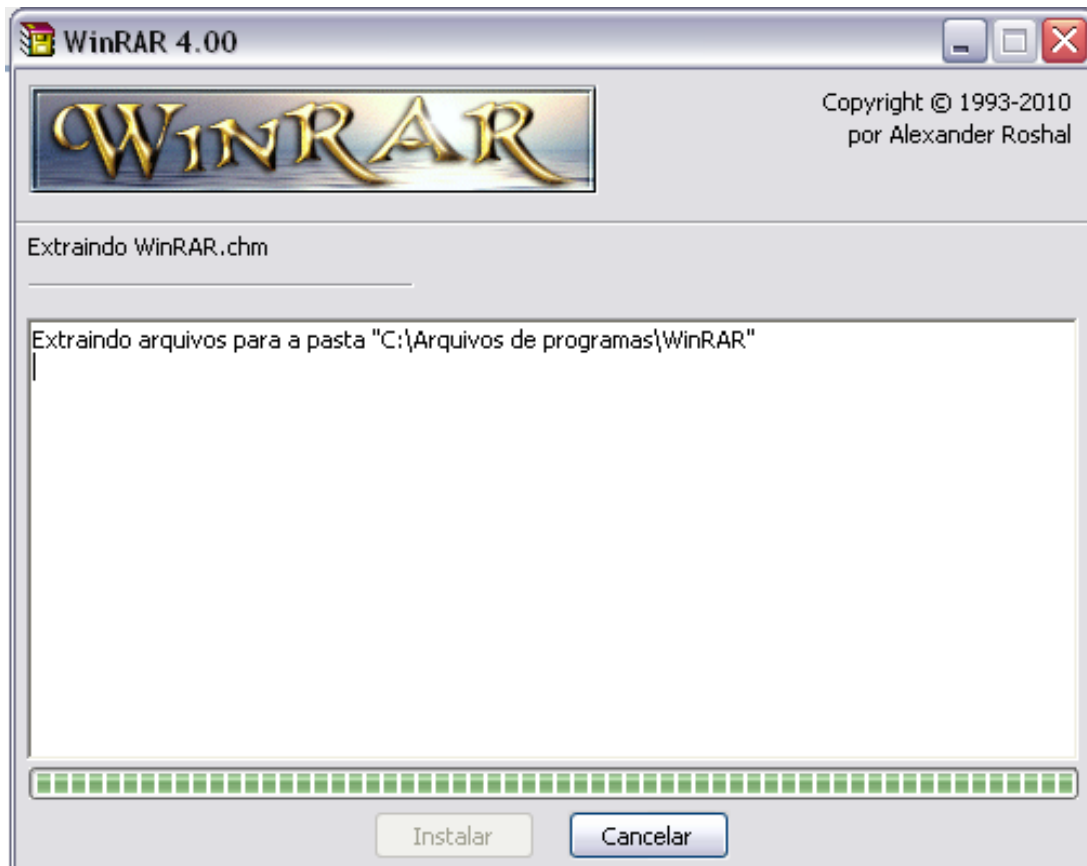 WinRAR 4.00
WINRAR
Copyright © 1993-2010
por Alexander Roshal
Extraindo WinRAR.chm
Extraindo arquivos para a pasta "C:\Arquivos de programas\WinRAR"
Instalar
Cancelar